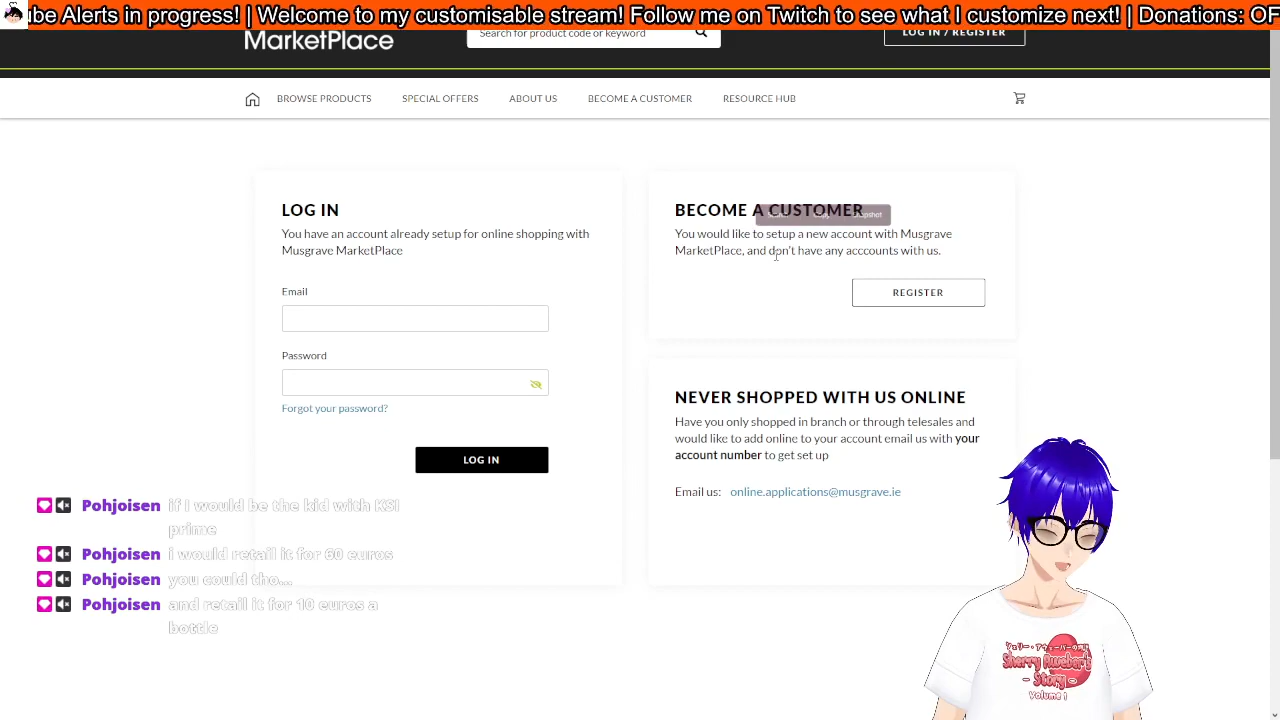 ube Alerts in progress! | Welcome to my customisable stream! Follow me on Twitch to see what I customize next! | Donations: OF
MarketPlace
Search for product code or keyword
LOG IN / REGISTER
BROWSE PRODUCTS
SPECIAL OFFERS
ABOUT US
BECOME A CUSTOMER
RESOURCE HUB
LOG IN
You have an account already setup for online shopping with
Musgrave MarketPlace
Email
Password
Forgot your password?
LOG IN
BECOME A CUSTOMER
You would like to setup a new account with Musgrave
MarketPlace, and don't have any acccounts with us.
REGISTER
NEVER SHOPPED WITH US ONLINE
Have you only shopped in branch or through telesales and
would like to add online to your account email us with your
account number to get set up
Email us: online.applications@musgrave.ie
Pohjoisen if I would be the kid with KSI
prime
Pohjoisen i would retail it for 60 euros
Pohjoisen you could tho...
Pohjoisen and retail it for 10 euros a
bottle
Sherry Awebert
Story
Volume 1